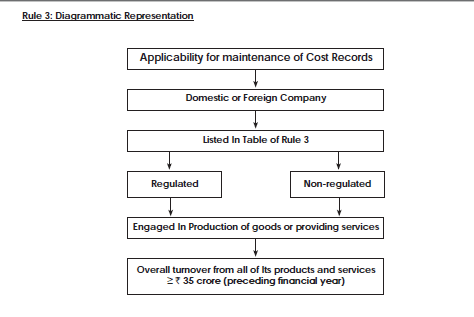 Rule 3: Diagrammatic Representation
Applicability for maintenance of Cost Records
Domestic or Foreign Company
Listed In Table of Rule 3
Regulated
Non-regulated
Engaged In Production of goods or providing services
Overall turnover from all of Its products and services
≥ ₹ 35 crore (preceding financial year)